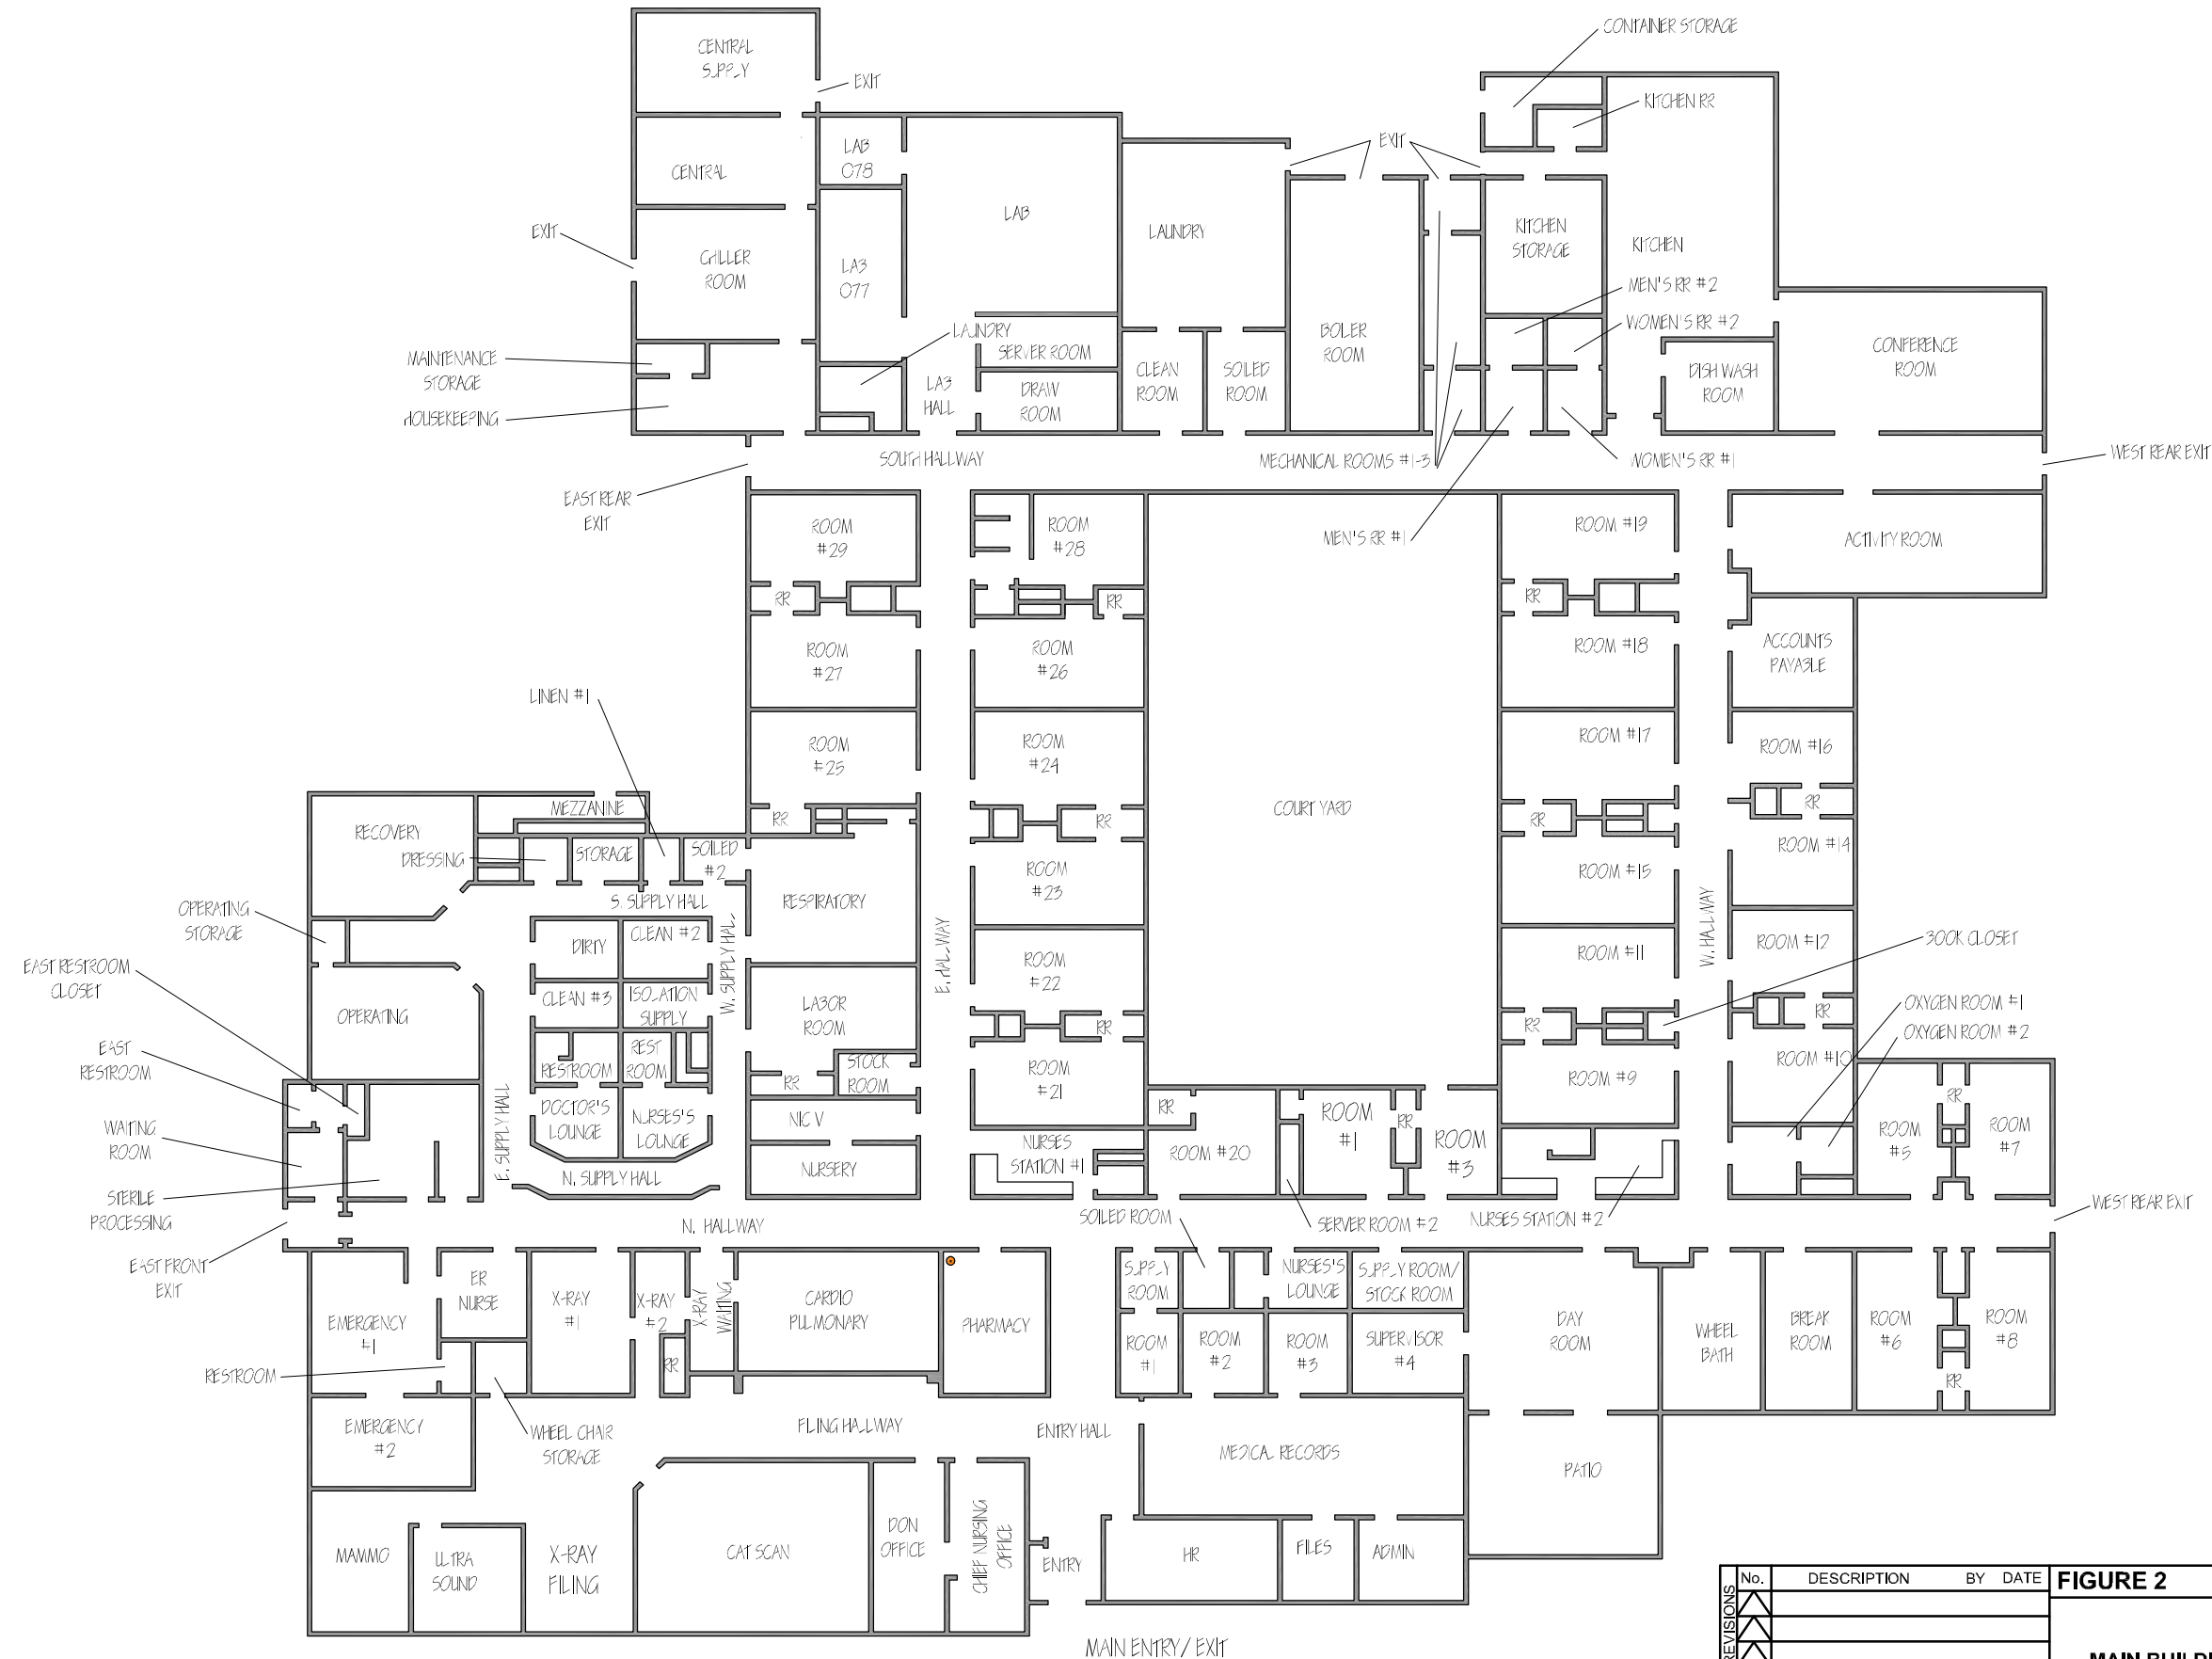 CONTAINER STORAGE
CENTRAL
SUPPLY
EXIT
KITCHEN RR
EXIT
LAB
078
CENTRAL
LAB
LAUNDRY
KITCHEN
STORAGE
KITCHEN
EXIT
CHILLER
ROOM
LAB
077
MEN'S RR #2
LAUNDRY
BOILER
ROOM
WOMEN'S RR #2
SERVER ROOM
CONFERENCE
ROOM
MAINTENANCE
STORAGE
CLEAN
ROOM
SOILED
ROOM
DISH WASH
ROOM
LAB
HALL
DRAW
ROOM
HOUSEKEEPING
SOUTH HALLWAY
MECHANICAL ROOMS #1-3
WOMEN'S RR #1
WEST REAR EXIT
EAST REAR
EXIT
ROOM
#29
ROOM
#28
MEN'S RR #1
ROOM #19
ACTIVITY ROOM
RR
RR
RR
ROOM
#27
ROOM
#26
ROOM #18
ACCOUNTS
PAYABLE
LINEN #1
ROOM
#25
ROOM
#24
ROOM #17
ROOM #16
COURT YARD
MEZZANINE
RR
RR
RR
RR
RECOVERY
DRESSING
STORAGE
SOILED
#2
ROOM #14
ROOM
#23
ROOM #15
S. SUPPLY HALL
RESPIRATORY
OPERATING
STORAGE
DIRTY
CLEAN #2
W. SUPPLY HALL
E. HALLWAY
W. HALLWAY
ROOM #12
BOOK CLOSET
ROOM #11
EAST RESTROOM
CLOSET
ROOM
#22
CLEAN #3
ISOLATION
SUPPLY
LABOR
ROOM
OXYGEN ROOM #1
OPERATING
RR
RR
RR
OXYGEN ROOM #2
EAST
RESTROOM
RESTROOM
REST
ROOM
STOCK
ROOM
ROOM #10
RR
ROOM
#21
ROOM #9
RR
E. SUPPLY HALL
DOCTOR'S
LOUNGE
NURSES'S
LOUNGE
NIC V
RR
ROOM
#1
RR
ROOM
#3
ROOM
#5
ROOM
#7
WAITING
ROOM
NURSES
STATION #1
ROOM #20
NURSERY
N. SUPPLY HALL
STERILE
PROCESSING
N. HALLWAY
SOILED ROOM
SERVER ROOM #2
NURSES STATION #2
WEST REAR EXIT
EAST FRONT
EXIT
ER
NURSE
SUPPLY
ROOM
NURSES'S
LOUNGE
SUPPLY ROOM/
STOCK ROOM
X-RAY
#1
X-RAY
#2
X-RAY
WAITING
CARDIO
PULMONARY
PHARMACY
EMERGENCY
#1
ROOM
#1
ROOM
#2
ROOM
#3
SUPERVISOR
#4
DAY
ROOM
WHEEL
BATH
BREAK
ROOM
ROOM
#6
ROOM
#8
RESTROOM
RR
RR
EMERGENCY
#2
WHEEL CHAIR
STORAGE
FILING HALLWAY
ENTRY HALL
MEDICAL RECORDS
PATIO
MAMMO
ULTRA
SOUND
X-RAY
FILING
CAT SCAN
DON
OFFICE
CHIEF NURSING
OFFICE
ENTRY
HR
FILES
ADMIN
MAIN ENTRY/ EXIT
REVISIONS
No. DESCRIPTION BY DATE
FIGURE 2